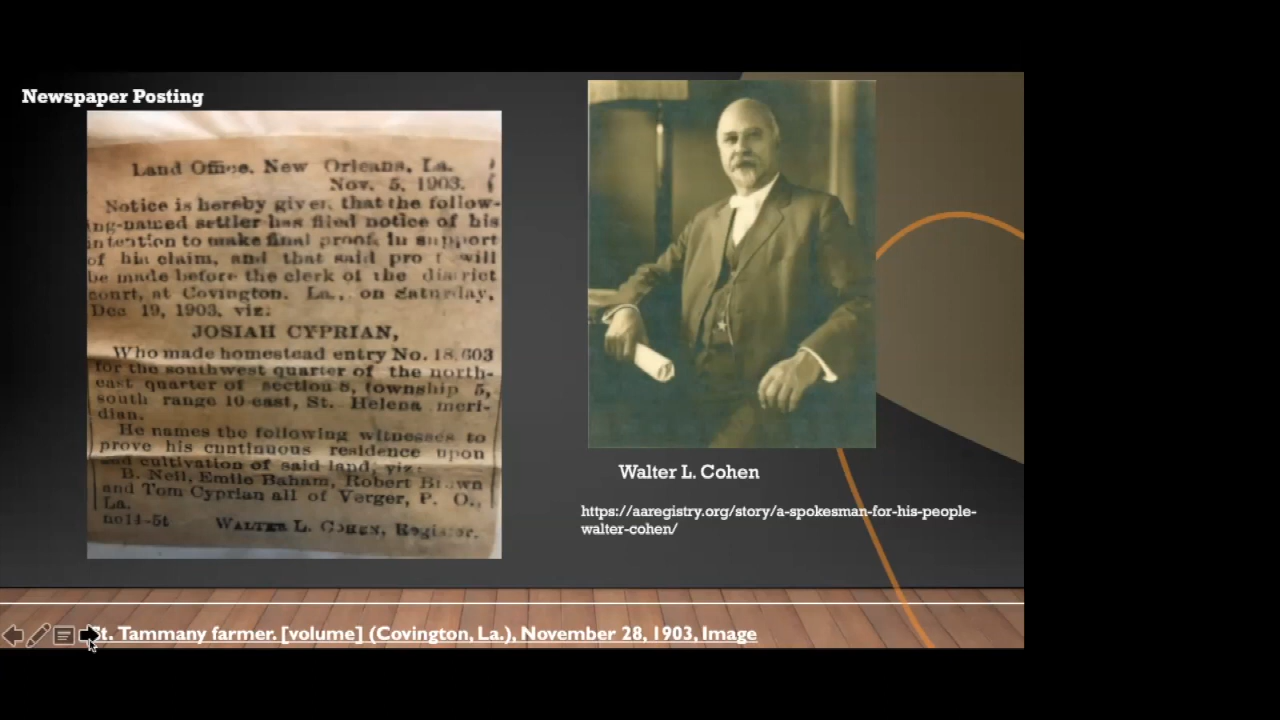 Newspaper Posting
Land Office, New Orleans, La.
Nov. 5, 1903.
Notice is hereby given that the follow-
ing-named settler has filed notice of his
intention to make final proof in support
of his claim, and that said will
be made before the clerk of the district
court, at Covington, La., on Saturday,
Dec 19, 1903, viz:
JOSIAH CYPRIAN,
Who made homestead entry No. 18,603
for the southwest quarter of the north-
east quarter of section 8, township 5,
south range 10 east, St. Helena meri-
dian.
He names the following witnesses to
prove his continuous residence upon
and cultivation of said land, viz:
B. Neil, Emile Baham, Robert Brown
and Tom Cyprian all of Verger, P. O.,
La.
no14-5t WALTER L. COHEN, Register.
Walter L. Cohen
https://aaregistry.org/story/a-spokesman-for-his-people-
walter-cohen/
St. Tammany farmer. [volume] (Covington, La.), November 28, 1903, Image